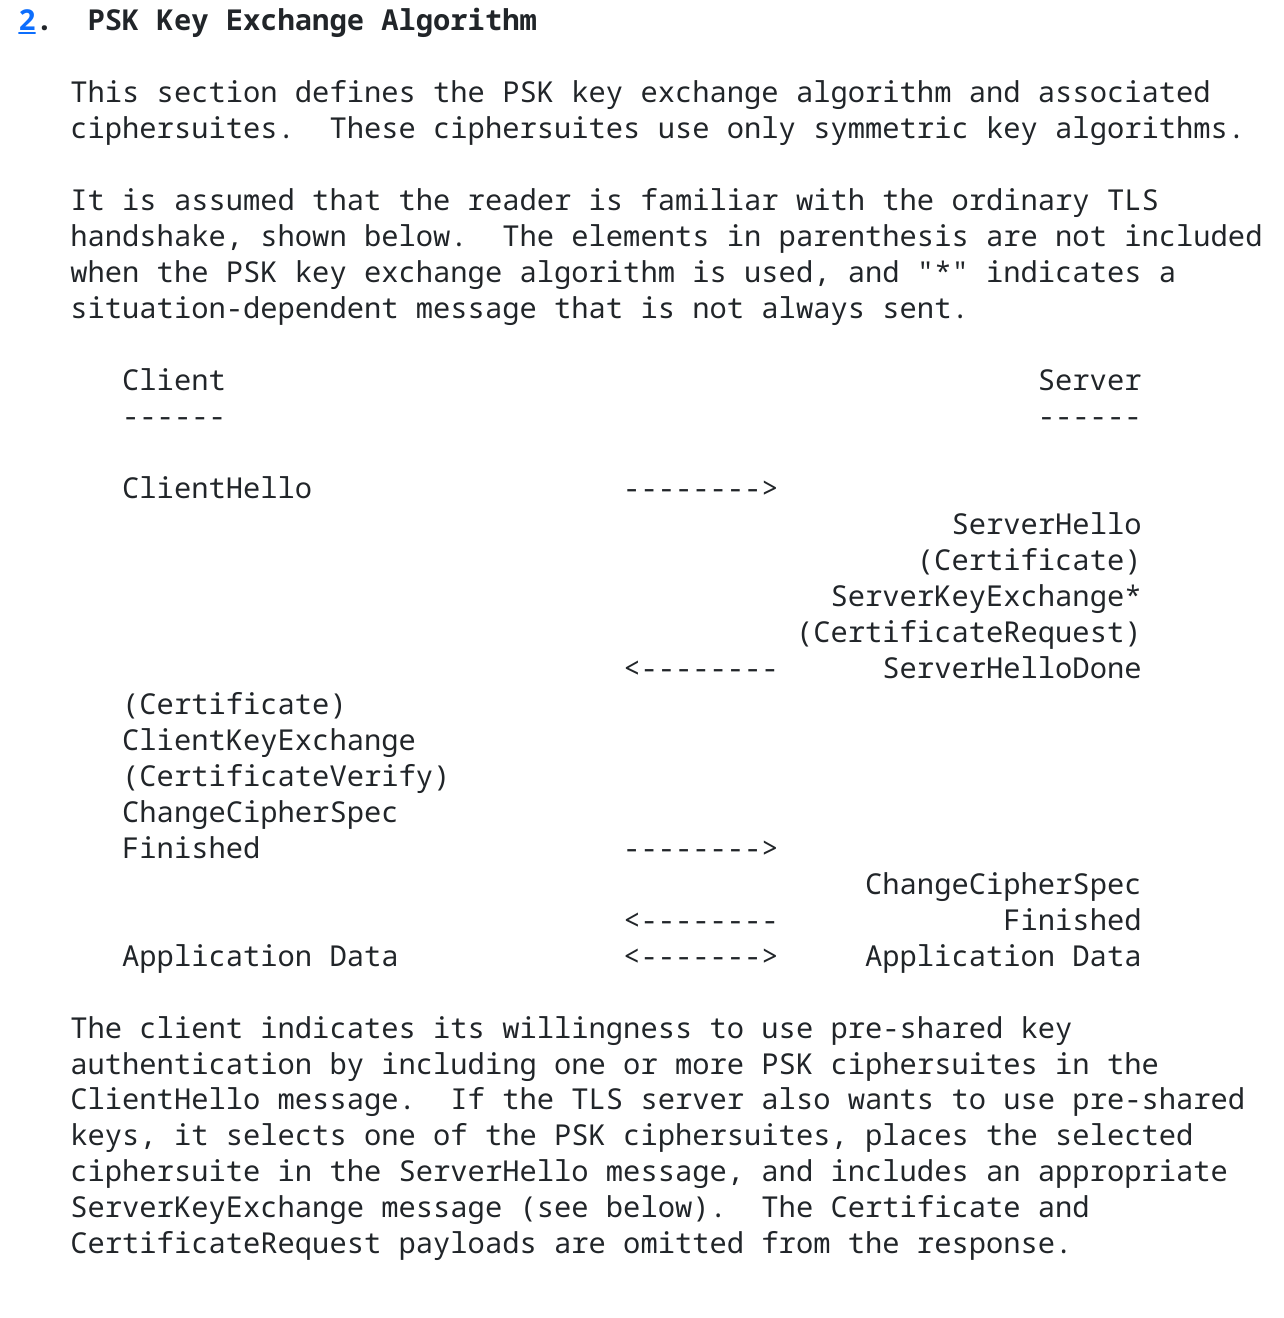 2.  PSK Key Exchange Algorithm

   This section defines the PSK key exchange algorithm and associated
   ciphersuites.  These ciphersuites use only symmetric key algorithms.

   It is assumed that the reader is familiar with the ordinary TLS
   handshake, shown below.  The elements in parenthesis are not included
   when the PSK key exchange algorithm is used, and "*" indicates a
   situation-dependent message that is not always sent.

      Client                                               Server
      ------                                               ------

      ClientHello                  -------->
                                                      ServerHello
                                                    (Certificate)
                                               ServerKeyExchange*
                                             (CertificateRequest)
                                   <--------      ServerHelloDone
      (Certificate)
      ClientKeyExchange
      (CertificateVerify)
      ChangeCipherSpec
      Finished                     -------->
                                                 ChangeCipherSpec
                                   <--------             Finished
      Application Data             <------->     Application Data

   The client indicates its willingness to use pre-shared key
   authentication by including one or more PSK ciphersuites in the
   ClientHello message.  If the TLS server also wants to use pre-shared
   keys, it selects one of the PSK ciphersuites, places the selected
   ciphersuite in the ServerHello message, and includes an appropriate
   ServerKeyExchange message (see below).  The Certificate and
   CertificateRequest payloads are omitted from the response.